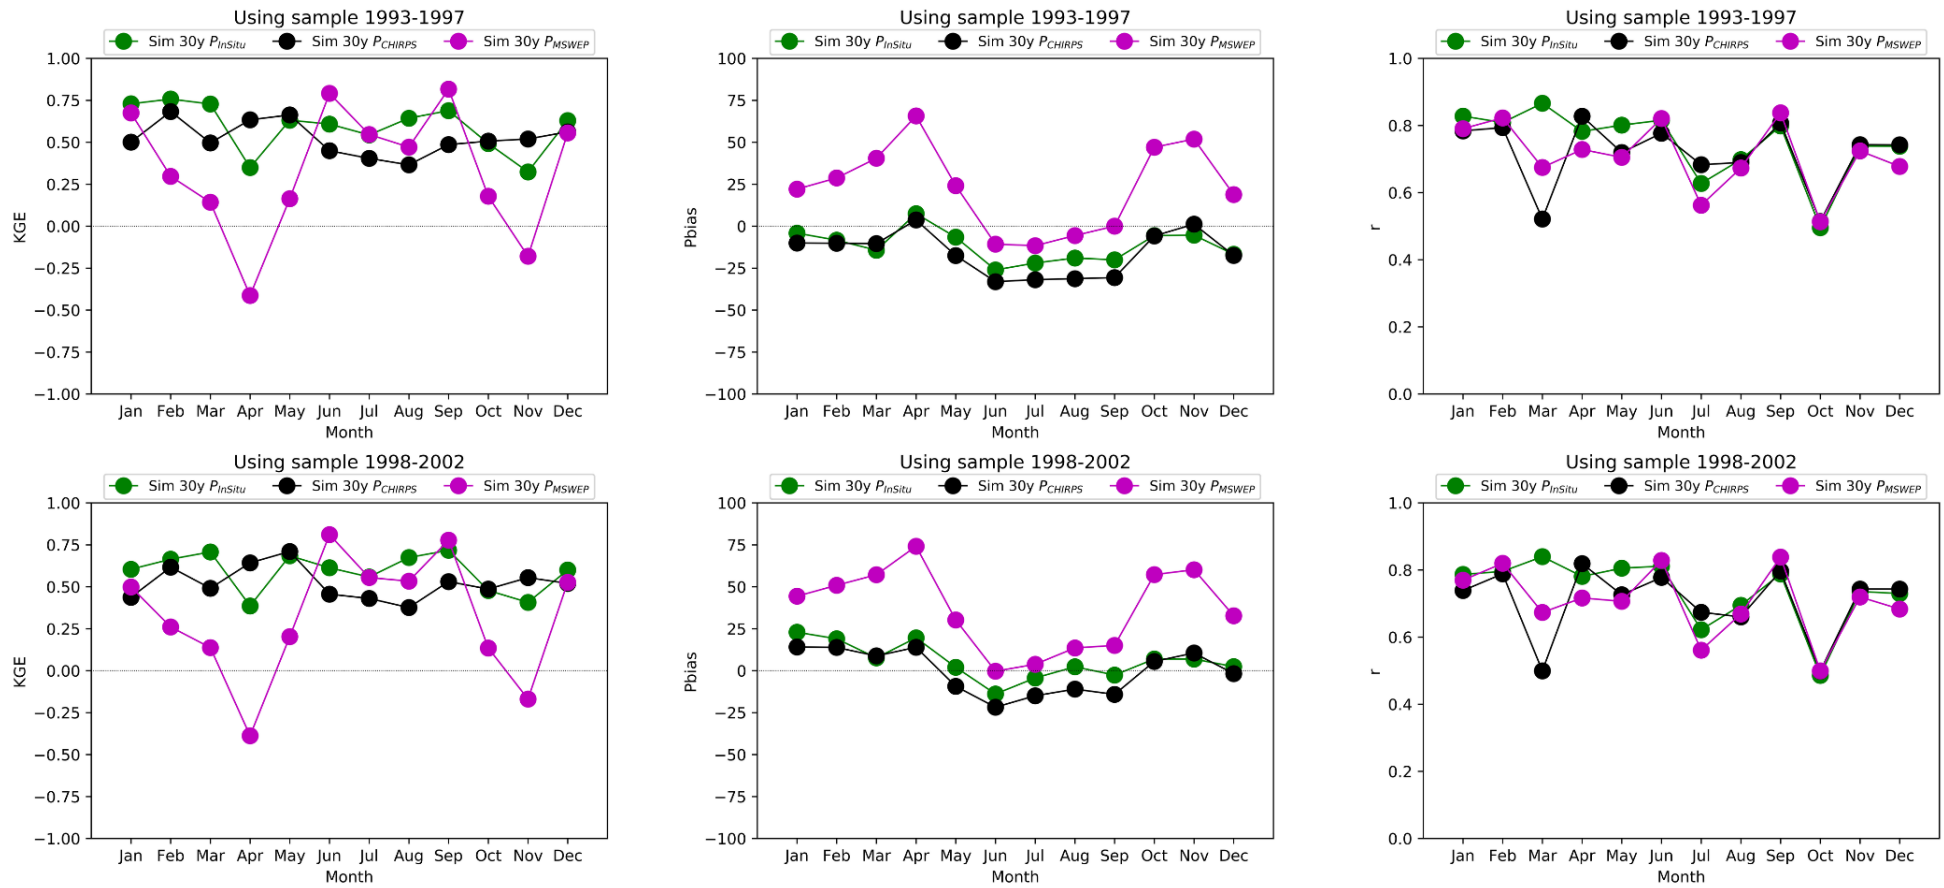 Using sample 1993-1997
Sim 30y P_InSitu Sim 30y P_CHIRPS Sim 30y P_MSWEP
1.00
0.75
0.50
0.25
0.00
−0.25
−0.50
−0.75
−1.00
KGE
Jan Feb Mar Apr May Jun Jul Aug Sep Oct Nov Dec
Month
Using sample 1993-1997
Sim 30y P_InSitu Sim 30y P_CHIRPS Sim 30y P_MSWEP
100
75
50
25
0
−25
−50
−75
−100
Pbias
Jan Feb Mar Apr May Jun Jul Aug Sep Oct Nov Dec
Month
Using sample 1993-1997
Sim 30y P_InSitu Sim 30y P_CHIRPS Sim 30y P_MSWEP
1.0
0.8
0.6
0.4
0.2
0.0
r
Jan Feb Mar Apr May Jun Jul Aug Sep Oct Nov Dec
Month
Using sample 1998-2002
Sim 30y P_InSitu Sim 30y P_CHIRPS Sim 30y P_MSWEP
1.00
0.75
0.50
0.25
0.00
−0.25
−0.50
−0.75
−1.00
KGE
Jan Feb Mar Apr May Jun Jul Aug Sep Oct Nov Dec
Month
Using sample 1998-2002
Sim 30y P_InSitu Sim 30y P_CHIRPS Sim 30y P_MSWEP
100
75
50
25
0
−25
−50
−75
−100
Pbias
Jan Feb Mar Apr May Jun Jul Aug Sep Oct Nov Dec
Month
Using sample 1998-2002
Sim 30y P_InSitu Sim 30y P_CHIRPS Sim 30y P_MSWEP
1.0
0.8
0.6
0.4
0.2
0.0
r
Jan Feb Mar Apr May Jun Jul Aug Sep Oct Nov Dec
Month